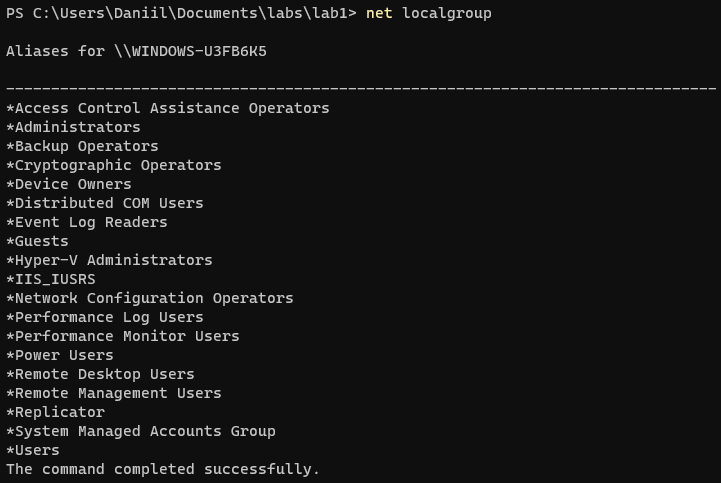 PS C:\Users\Daniil\Documents\labs\lab1> net localgroup
Aliases for \\WINDOWS-U3FB6K5
-------------------------------------------------------------------------------
*Access Control Assistance Operators
*Administrators
*Backup Operators
*Cryptographic Operators
*Device Owners
*Distributed COM Users
*Event Log Readers
*Guests
*Hyper-V Administrators
*IIS_IUSRS
*Network Configuration Operators
*Performance Log Users
*Performance Monitor Users
*Power Users
*Remote Desktop Users
*Remote Management Users
*Replicator
*System Managed Accounts Group
*Users
The command completed successfully.